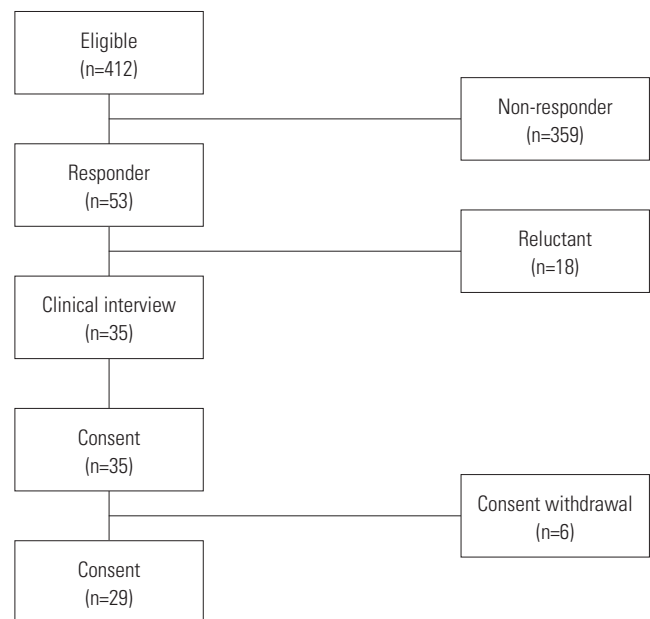 Eligible
(n=412)
Non-responder
(n=359)
Responder
(n=53)
Reluctant
(n=18)
Clinical interview
(n=35)
Consent
(n=35)
Consent withdrawal
(n=6)
Consent
(n=29)